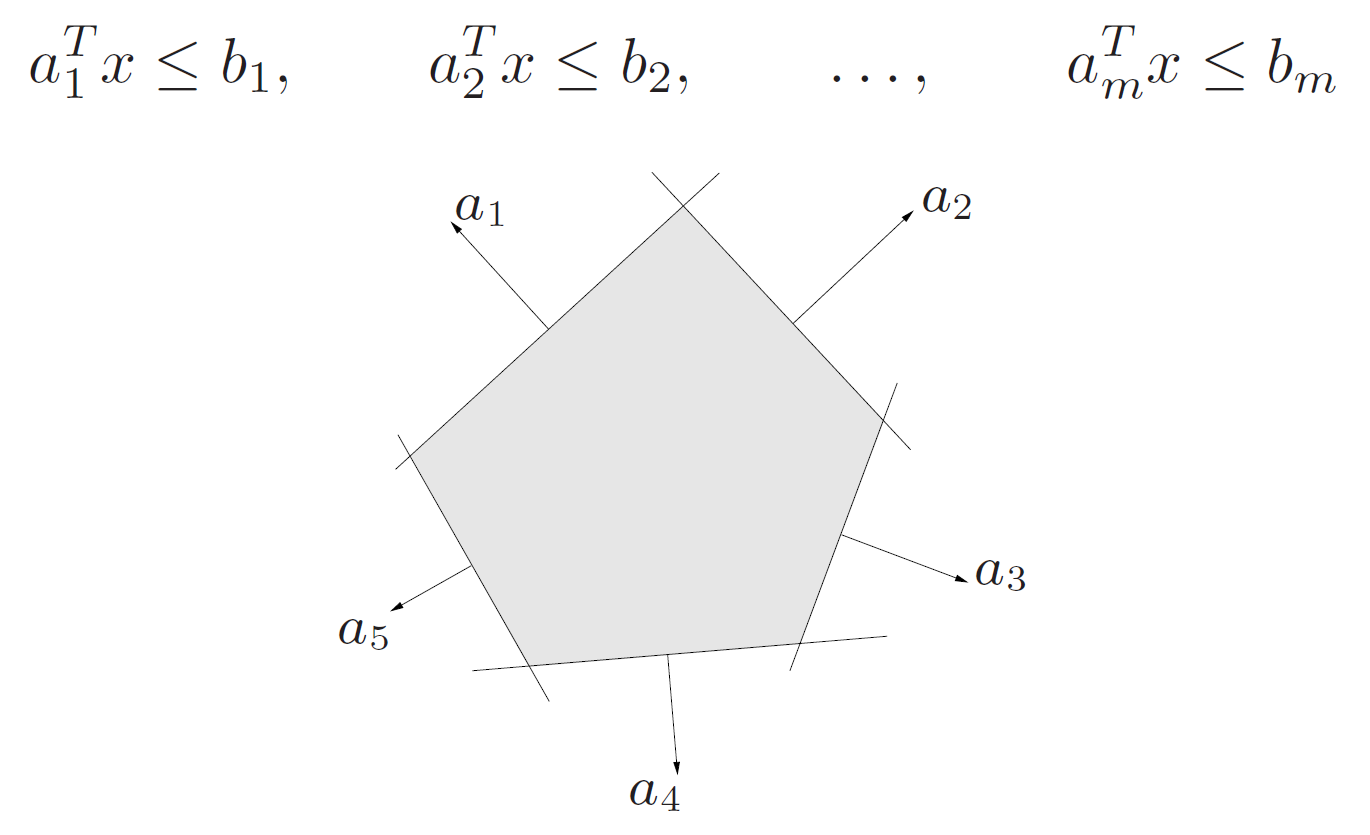 a_1^T x ≤ b_1, a_2^T x ≤ b_2, ..., a_m^T x ≤ b_m
a_1
a_2
a_3
a_5
a_4